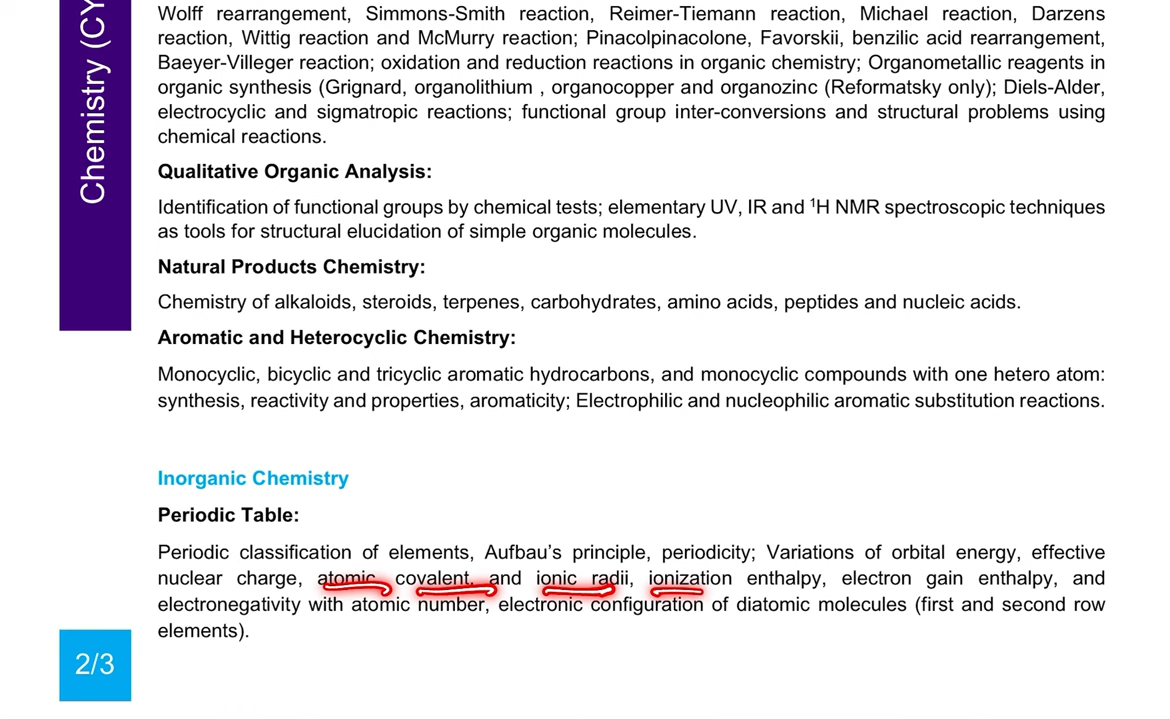 Chemistry (CY
Wolff rearrangement, Simmons-Smith reaction, Reimer-Tiemann reaction, Michael reaction, Darzens
reaction, Wittig reaction and McMurry reaction; Pinacolpinacolone, Favorskii, benzilic acid rearrangement,
Baeyer-Villeger reaction; oxidation and reduction reactions in organic chemistry; Organometallic reagents in
organic synthesis (Grignard, organolithium , organocopper and organozinc (Reformatsky only); Diels-Alder,
electrocyclic and sigmatropic reactions; functional group inter-conversions and structural problems using
chemical reactions.
Qualitative Organic Analysis:
Identification of functional groups by chemical tests; elementary UV, IR and ¹H NMR spectroscopic techniques
as tools for structural elucidation of simple organic molecules.
Natural Products Chemistry:
Chemistry of alkaloids, steroids, terpenes, carbohydrates, amino acids, peptides and nucleic acids.
Aromatic and Heterocyclic Chemistry:
Monocyclic, bicyclic and tricyclic aromatic hydrocarbons, and monocyclic compounds with one hetero atom:
synthesis, reactivity and properties, aromaticity; Electrophilic and nucleophilic aromatic substitution reactions.
Inorganic Chemistry
Periodic Table:
Periodic classification of elements, Aufbau's principle, periodicity; Variations of orbital energy, effective
nuclear charge, atomic, covalent, and ionic radii, ionization enthalpy, electron gain enthalpy, and
electronegativity with atomic number, electronic configuration of diatomic molecules (first and second row
elements).
2/3